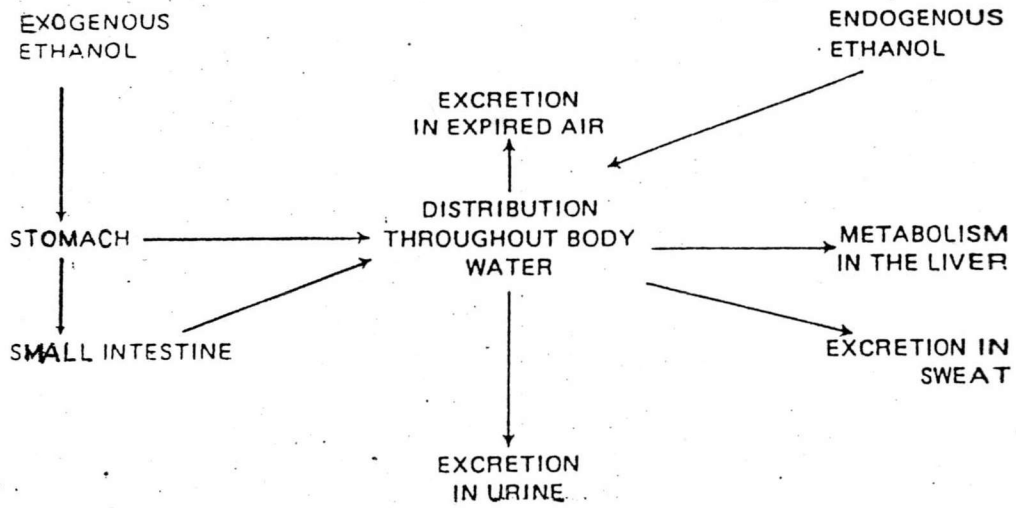 EXOGENOUS
ETHANOL
ENDOGENOUS
ETHANOL
EXCRETION
IN EXPIRED AIR
STOMACH
DISTRIBUTION
THROUGHOUT BODY
WATER
METABOLISM
IN THE LIVER
SMALL INTESTINE
EXCRETION IN
SWEAT
EXCRETION
IN URINE